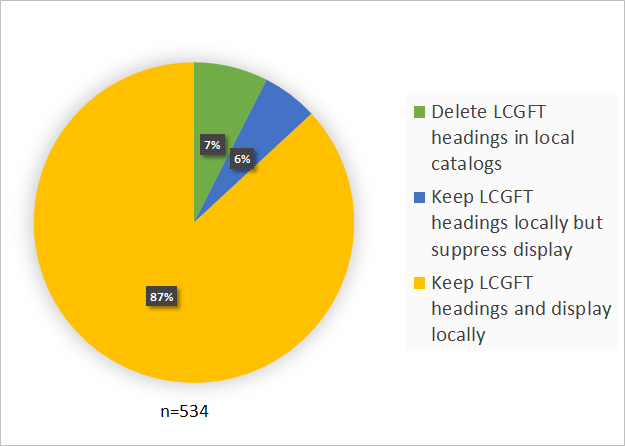 7%
6%
87%
n=534
Delete LCGFT
headings in local
catalogs
Keep LCGFT
headings locally but
suppress display
Keep LCGFT
headings and display
locally